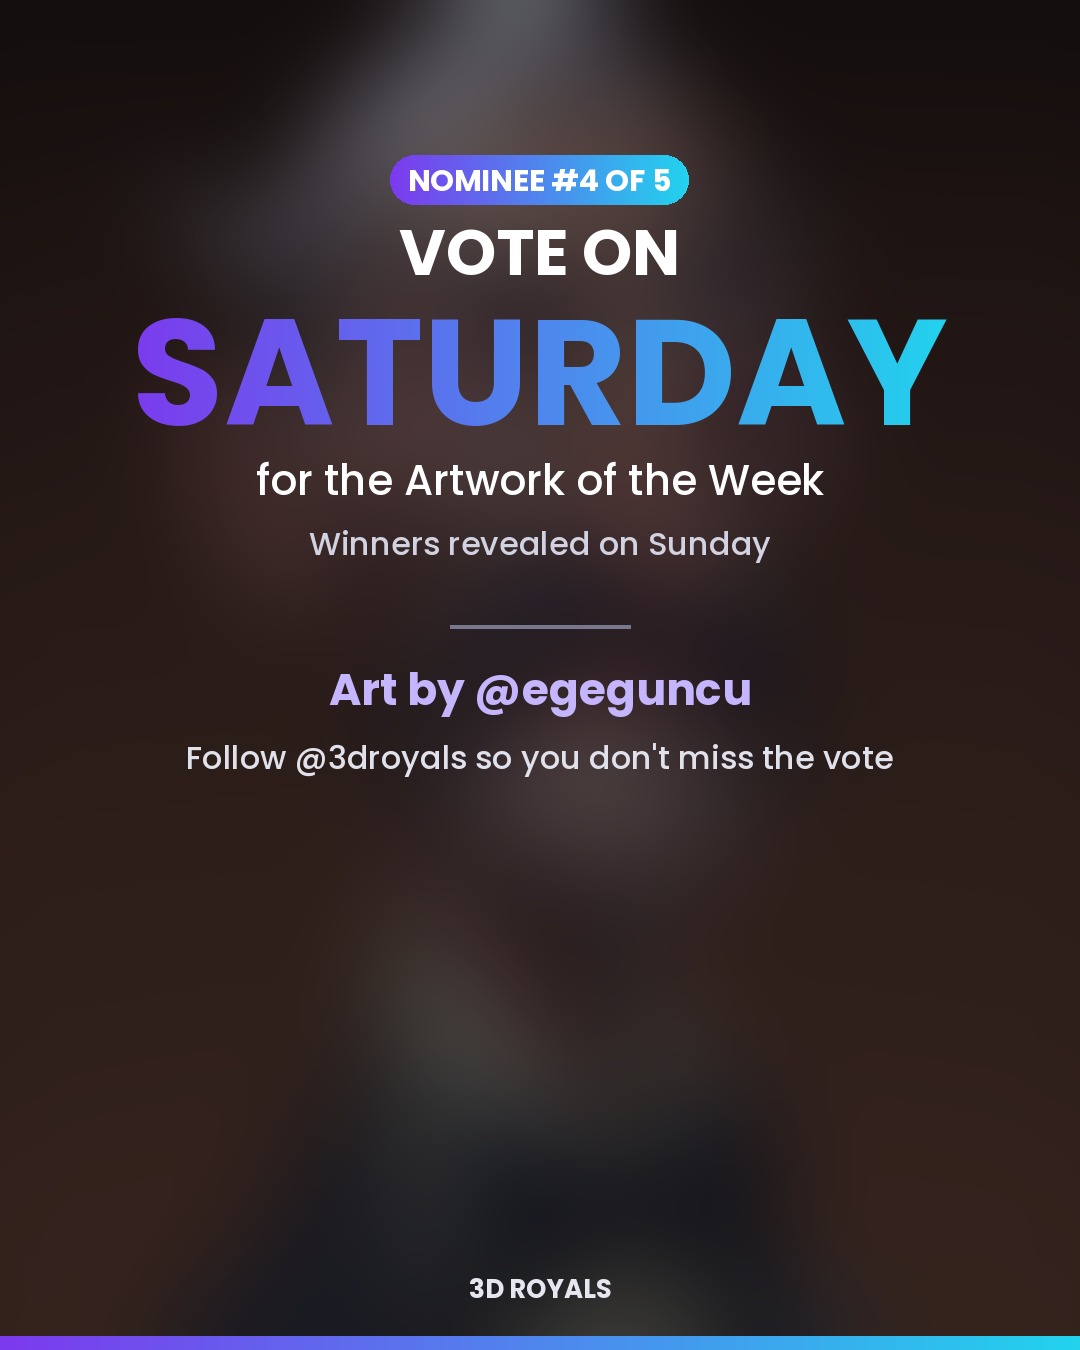 NOMINEE #4 OF 5
VOTE ON
SATURDAY
for the Artwork of the Week
Winners revealed on Sunday
Art by @egeguncu
Follow @3droyals so you don't miss the vote
3D ROYALS